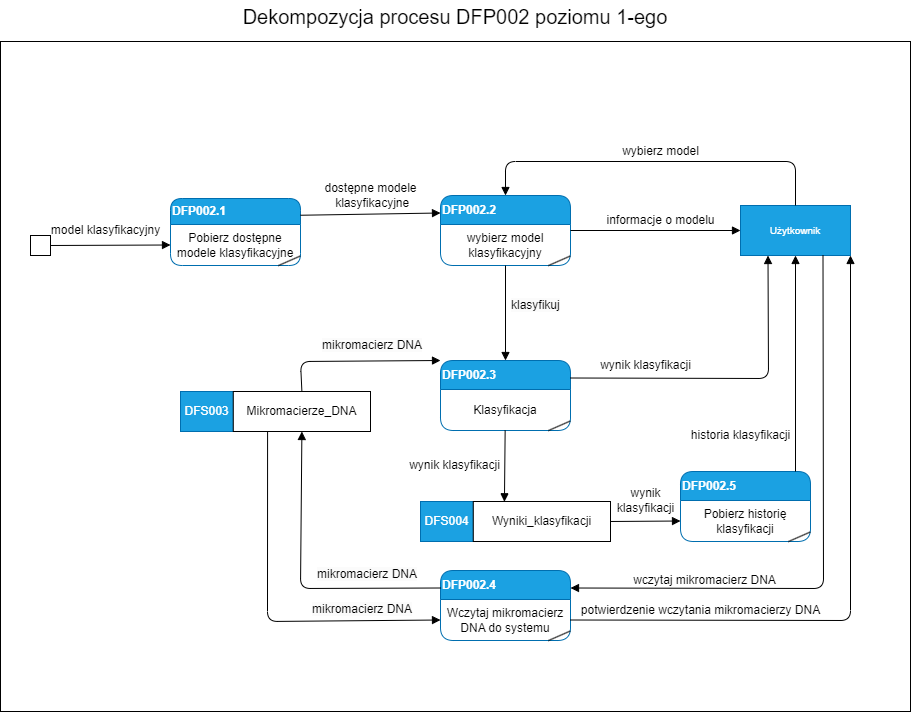 Dekompozycja procesu DFP002 poziomu 1-ego
wybierz model
dostępne modele
klasyfikacyjne
model klasyfikacyjny
DFP002.1
Pobierz dostępne
modele klasyfikacyjne
DFP002.2
wybierz model
klasyfikacyjny
informacje o modelu
Użytkownik
klasyfikuj
mikromacierz DNA
DFP002.3
Klasyfikacja
wynik klasyfikacji
DFS003
Mikromacierze_DNA
historia klasyfikacji
wynik klasyfikacji
DFS004
Wyniki_klasyfikacji
wynik
klasyfikacji
DFP002.5
Pobierz historię
klasyfikacji
mikromacierz DNA
DFP002.4
Wczytaj mikromacierz
DNA do systemu
wczytaj mikromacierz DNA
mikromacierz DNA
potwierdzenie wczytania mikromacierzy DNA